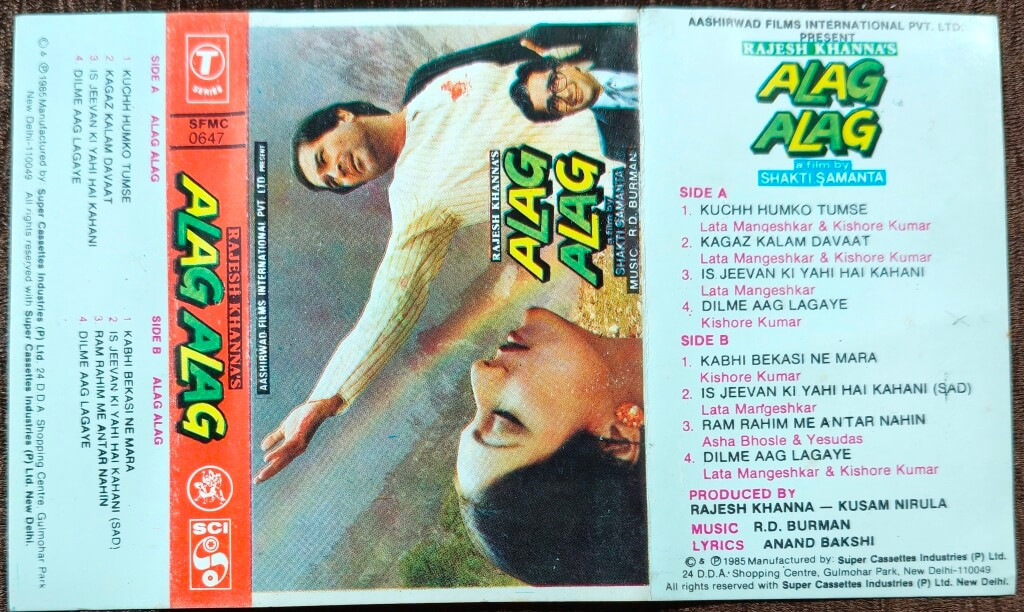 © & ℗ 1985 Manufactured by: Super Cassettes Industries (P) Ltd. 24 D.D.A. Shopping Centre, Gulmohar Park,
New Delhi-110049 All rights reserved with Super Cassettes Industries (P) Ltd. New Delhi.
SIDE A ALAG ALAG
1 KUCHH HUMKO TUMSE
2 KAGAZ KALAM DAVAAT
3 IS JEEVAN KI YAHI HAI KAHANI
4 DILME AAG LAGAYE
SIDE B ALAG ALAG
1 KABHI BEKASI NE MARA
2 IS JEEVAN KI YAHI HAI KAHANI (SAD)
3 RAM RAHIM ME ANTAR NAHIN
4 DILME AAG LAGAYE
T
SERIES
SFMC
0647
RAJESH KHANNA'S
ALAG ALAG
SCI
AASHIRWAD FILMS INTERNATIONAL PVT. LTD. PRESENT
RAJESH KHANNA'S
ALAG
ALAG
a film by
SHAKTI SAMANTA
MUSIC R.D. BURMAN
AASHIRWAD FILMS INTERNATIONAL PVT. LTD.
PRESENT
RAJESH KHANNA'S
ALAG
ALAG
a film by
SHAKTI SAMANTA
SIDE A
1. KUCHH HUMKO TUMSE
Lata Mangeshkar & Kishore Kumar
2. KAGAZ KALAM DAVAAT
Lata Mangeshkar & Kishore Kumar
3. IS JEEVAN KI YAHI HAI KAHANI
Lata Mangeshkar
4. DILME AAG LAGAYE
Kishore Kumar
SIDE B
1. KABHI BEKASI NE MARA
Kishore Kumar
2. IS JEEVAN KI YAHI HAI KAHANI (SAD)
Lata Mangeshkar
3. RAM RAHIM ME ANTAR NAHIN
Asha Bhosle & Yesudas
4. DILME AAG LAGAYE
Lata Mangeshkar & Kishore Kumar
PRODUCED BY
RAJESH KHANNA — KUSAM NIRULA
MUSIC R.D. BURMAN
LYRICS ANAND BAKSHI
© & ℗ 1985 Manufactured by: Super Cassettes Industries (P) Ltd.
24 D.D.A. Shopping Centre, Gulmohar Park, New Delhi-110049
All rights reserved with Super Cassettes Industries (P) Ltd. New Delhi.